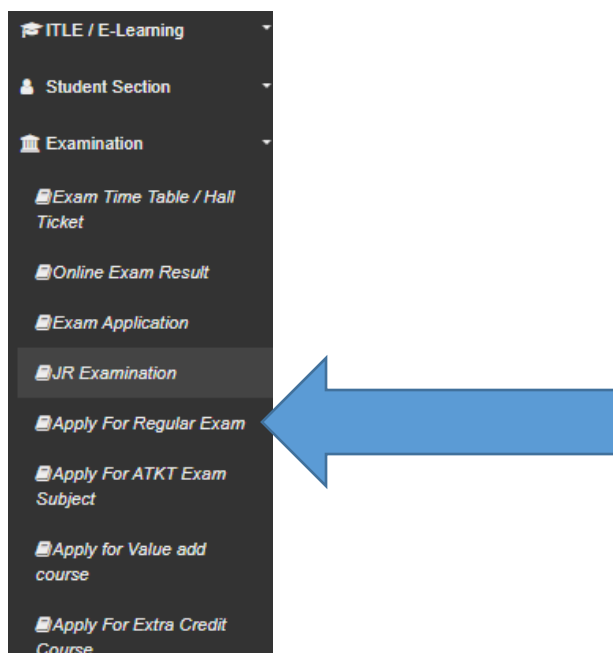 ITLE / E-Learning
Student Section
Examination
Exam Time Table / Hall
Ticket
Online Exam Result
Exam Application
JR Examination
Apply For Regular Exam
Apply For ATKT Exam
Subject
Apply for Value add
course
Apply For Extra Credit
Course